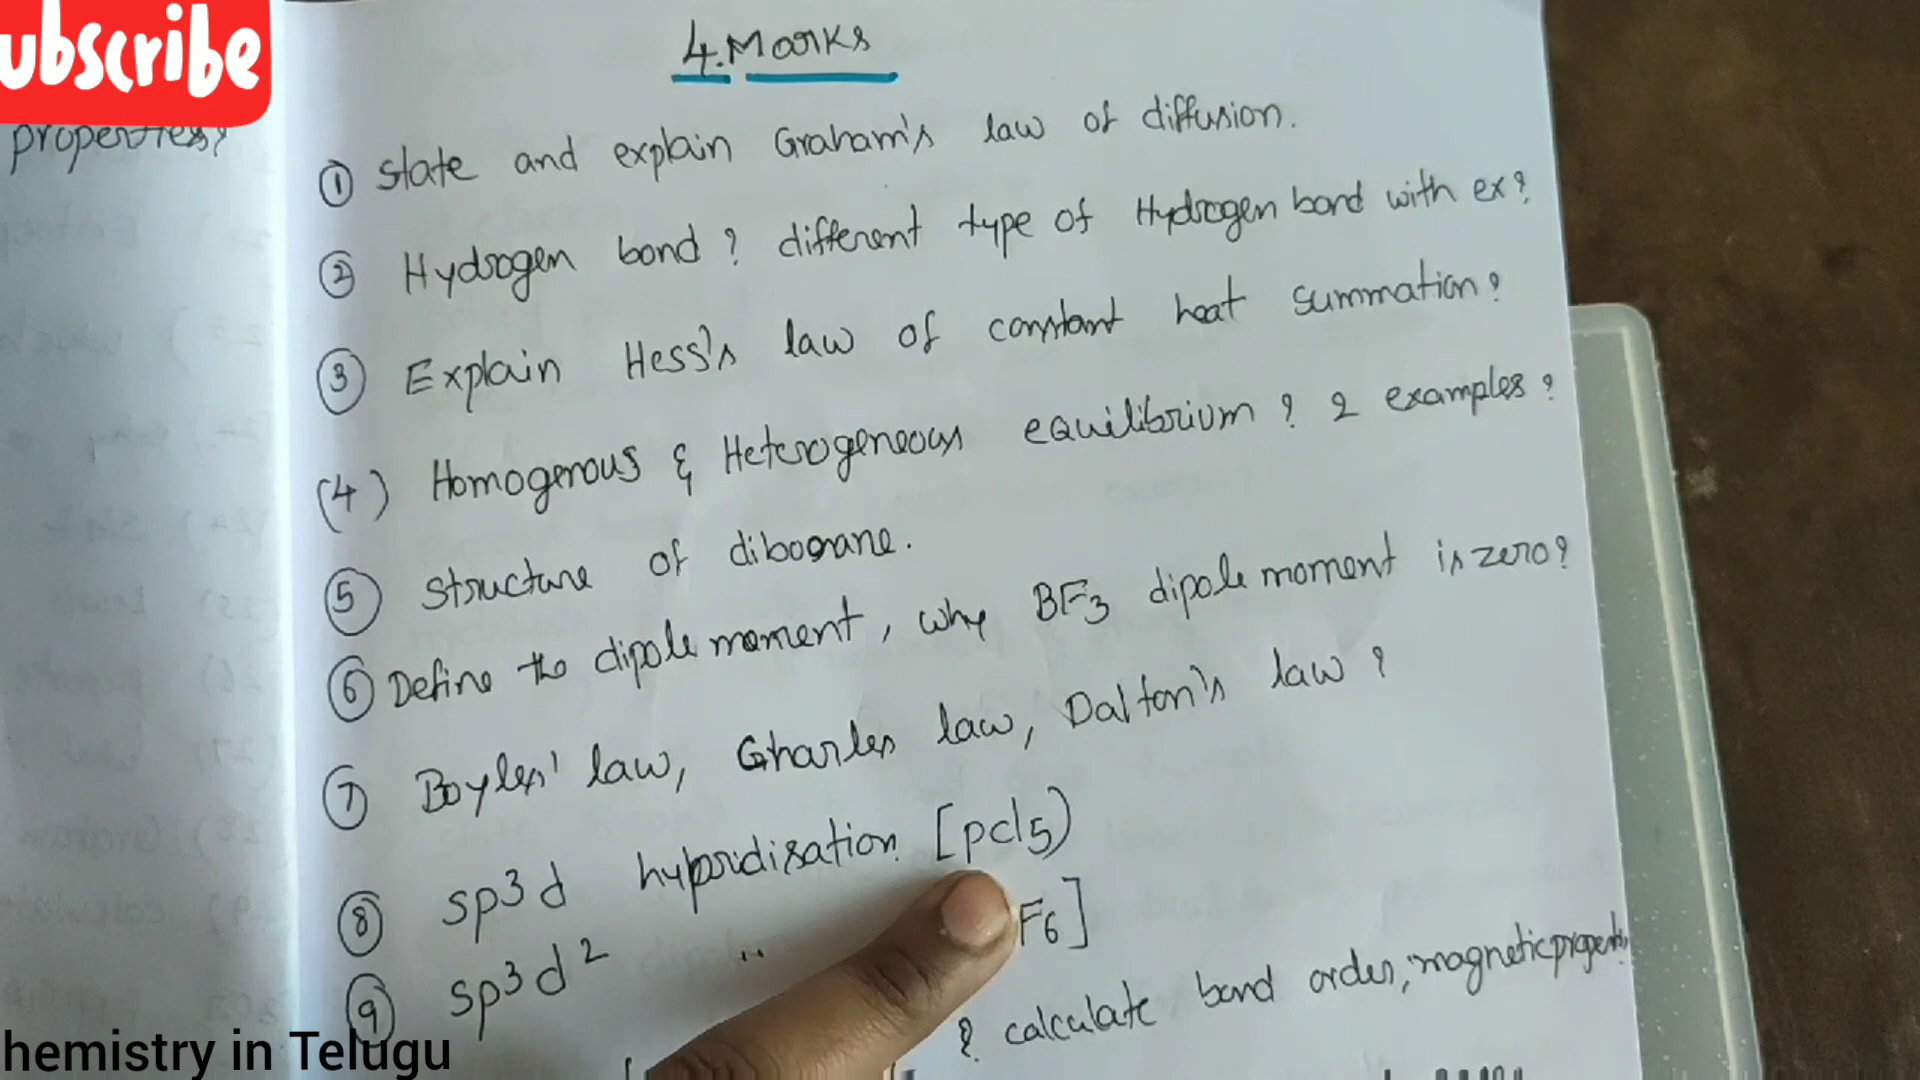 ubscribe
properties?
4. Marks
① state and explain Graham's law of diffusion.
② Hydrogen bond? different type of Hydrogen bond with ex?
③ Explain Hess's law of constant heat summation?
(4) Homogenous & Heterogeneous equilibrium? 2 examples?
⑤ structure of diborane.
⑥ Define the dipole moment, why BF3 dipole moment is zero?
⑦ Boyles' law, Charles law, Dalton's law?
⑧ sp3d hybridisation [pcl5)
⑨ sp3d2 " F6]
? calculate bond order, magnetic propert
hemistry in Telugu